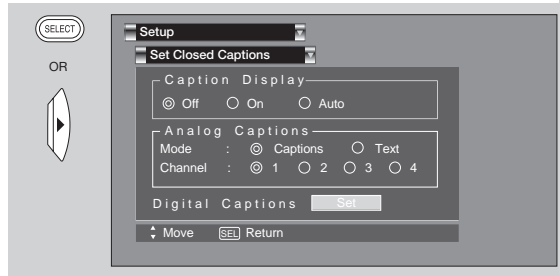 SELECT
OR
Setup
Set Closed Captions
Caption Display
Off On Auto
Analog Captions
Mode : Captions Text
Channel : 1 2 3 4
Digital Captions Set
Move SEL Return